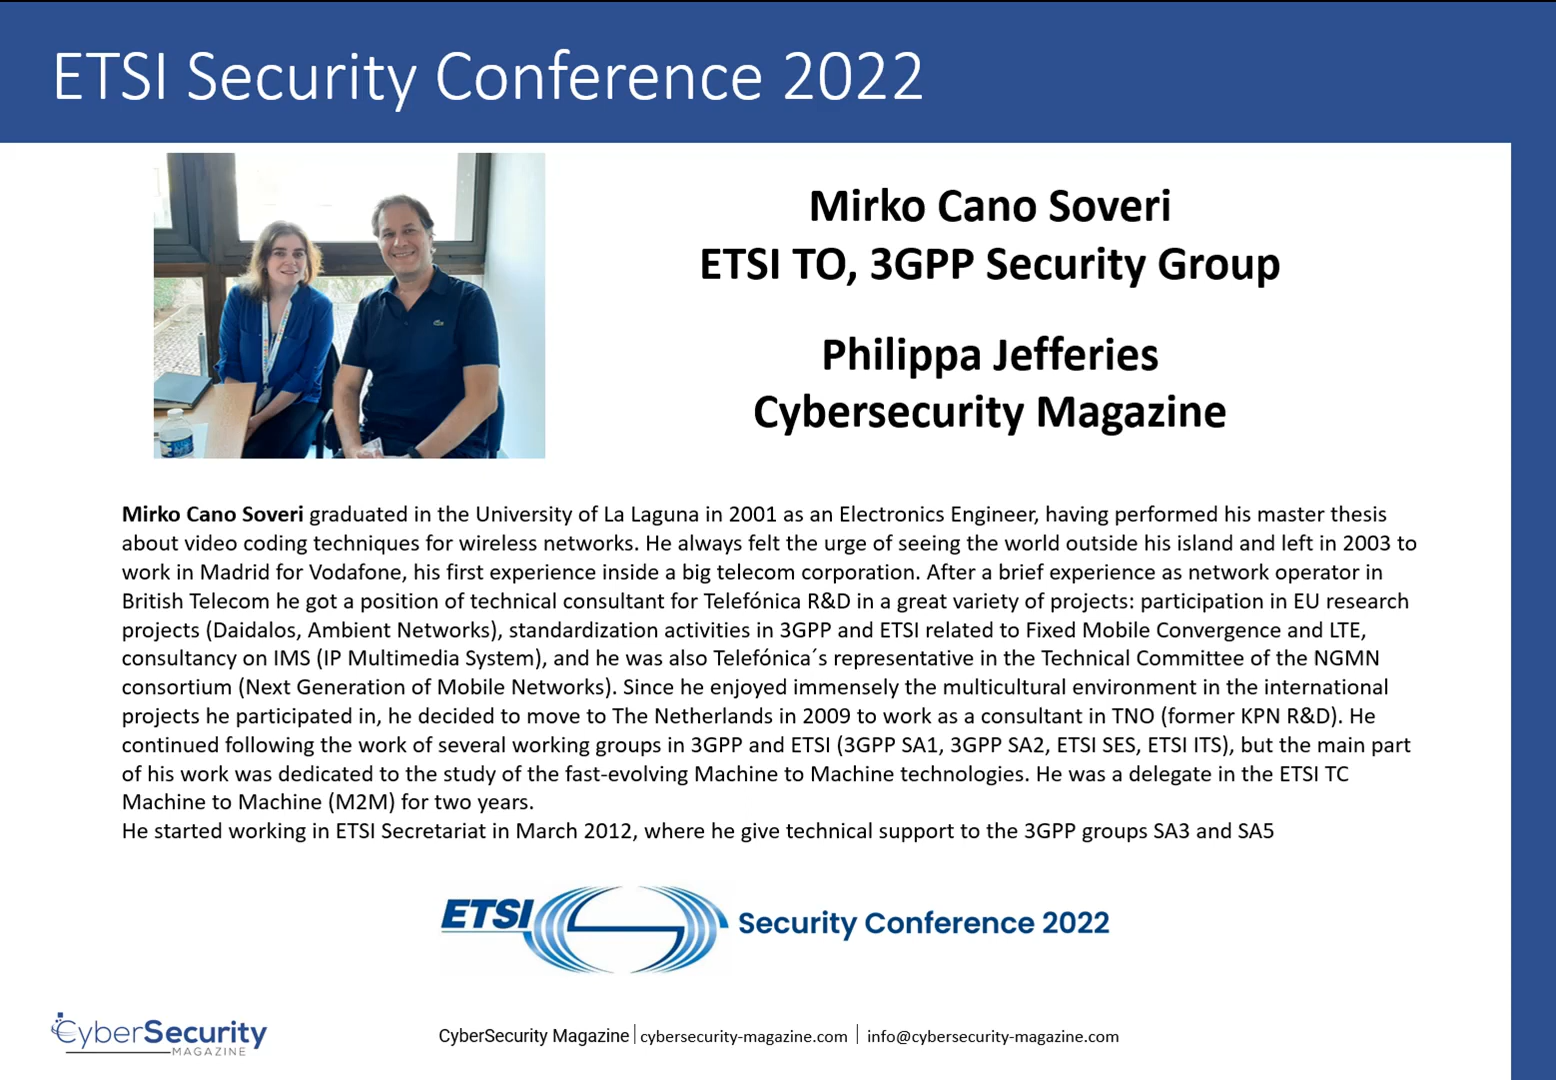 ETSI Security Conference 2022
Mirko Cano Soveri
ETSI TO, 3GPP Security Group
Philippa Jefferies
Cybersecurity Magazine
Mirko Cano Soveri graduated in the University of La Laguna in 2001 as an Electronics Engineer, having performed his master thesis
about video coding techniques for wireless networks. He always felt the urge of seeing the world outside his island and left in 2003 to
work in Madrid for Vodafone, his first experience inside a big telecom corporation. After a brief experience as network operator in
British Telecom he got a position of technical consultant for Telefónica R&D in a great variety of projects: participation in EU research
projects (Daidalos, Ambient Networks), standardization activities in 3GPP and ETSI related to Fixed Mobile Convergence and LTE,
consultancy on IMS (IP Multimedia System), and he was also Telefónica´s representative in the Technical Committee of the NGMN
consortium (Next Generation of Mobile Networks). Since he enjoyed immensely the multicultural environment in the international
projects he participated in, he decided to move to The Netherlands in 2009 to work as a consultant in TNO (former KPN R&D). He
continued following the work of several working groups in 3GPP and ETSI (3GPP SA1, 3GPP SA2, ETSI SES, ETSI ITS), but the main part
of his work was dedicated to the study of the fast-evolving Machine to Machine technologies. He was a delegate in the ETSI TC
Machine to Machine (M2M) for two years.
He started working in ETSI Secretariat in March 2012, where he give technical support to the 3GPP groups SA3 and SA5
ETSI Security Conference 2022
CyberSecurity
MAGAZINE
CyberSecurity Magazine | cybersecurity-magazine.com | info@cybersecurity-magazine.com